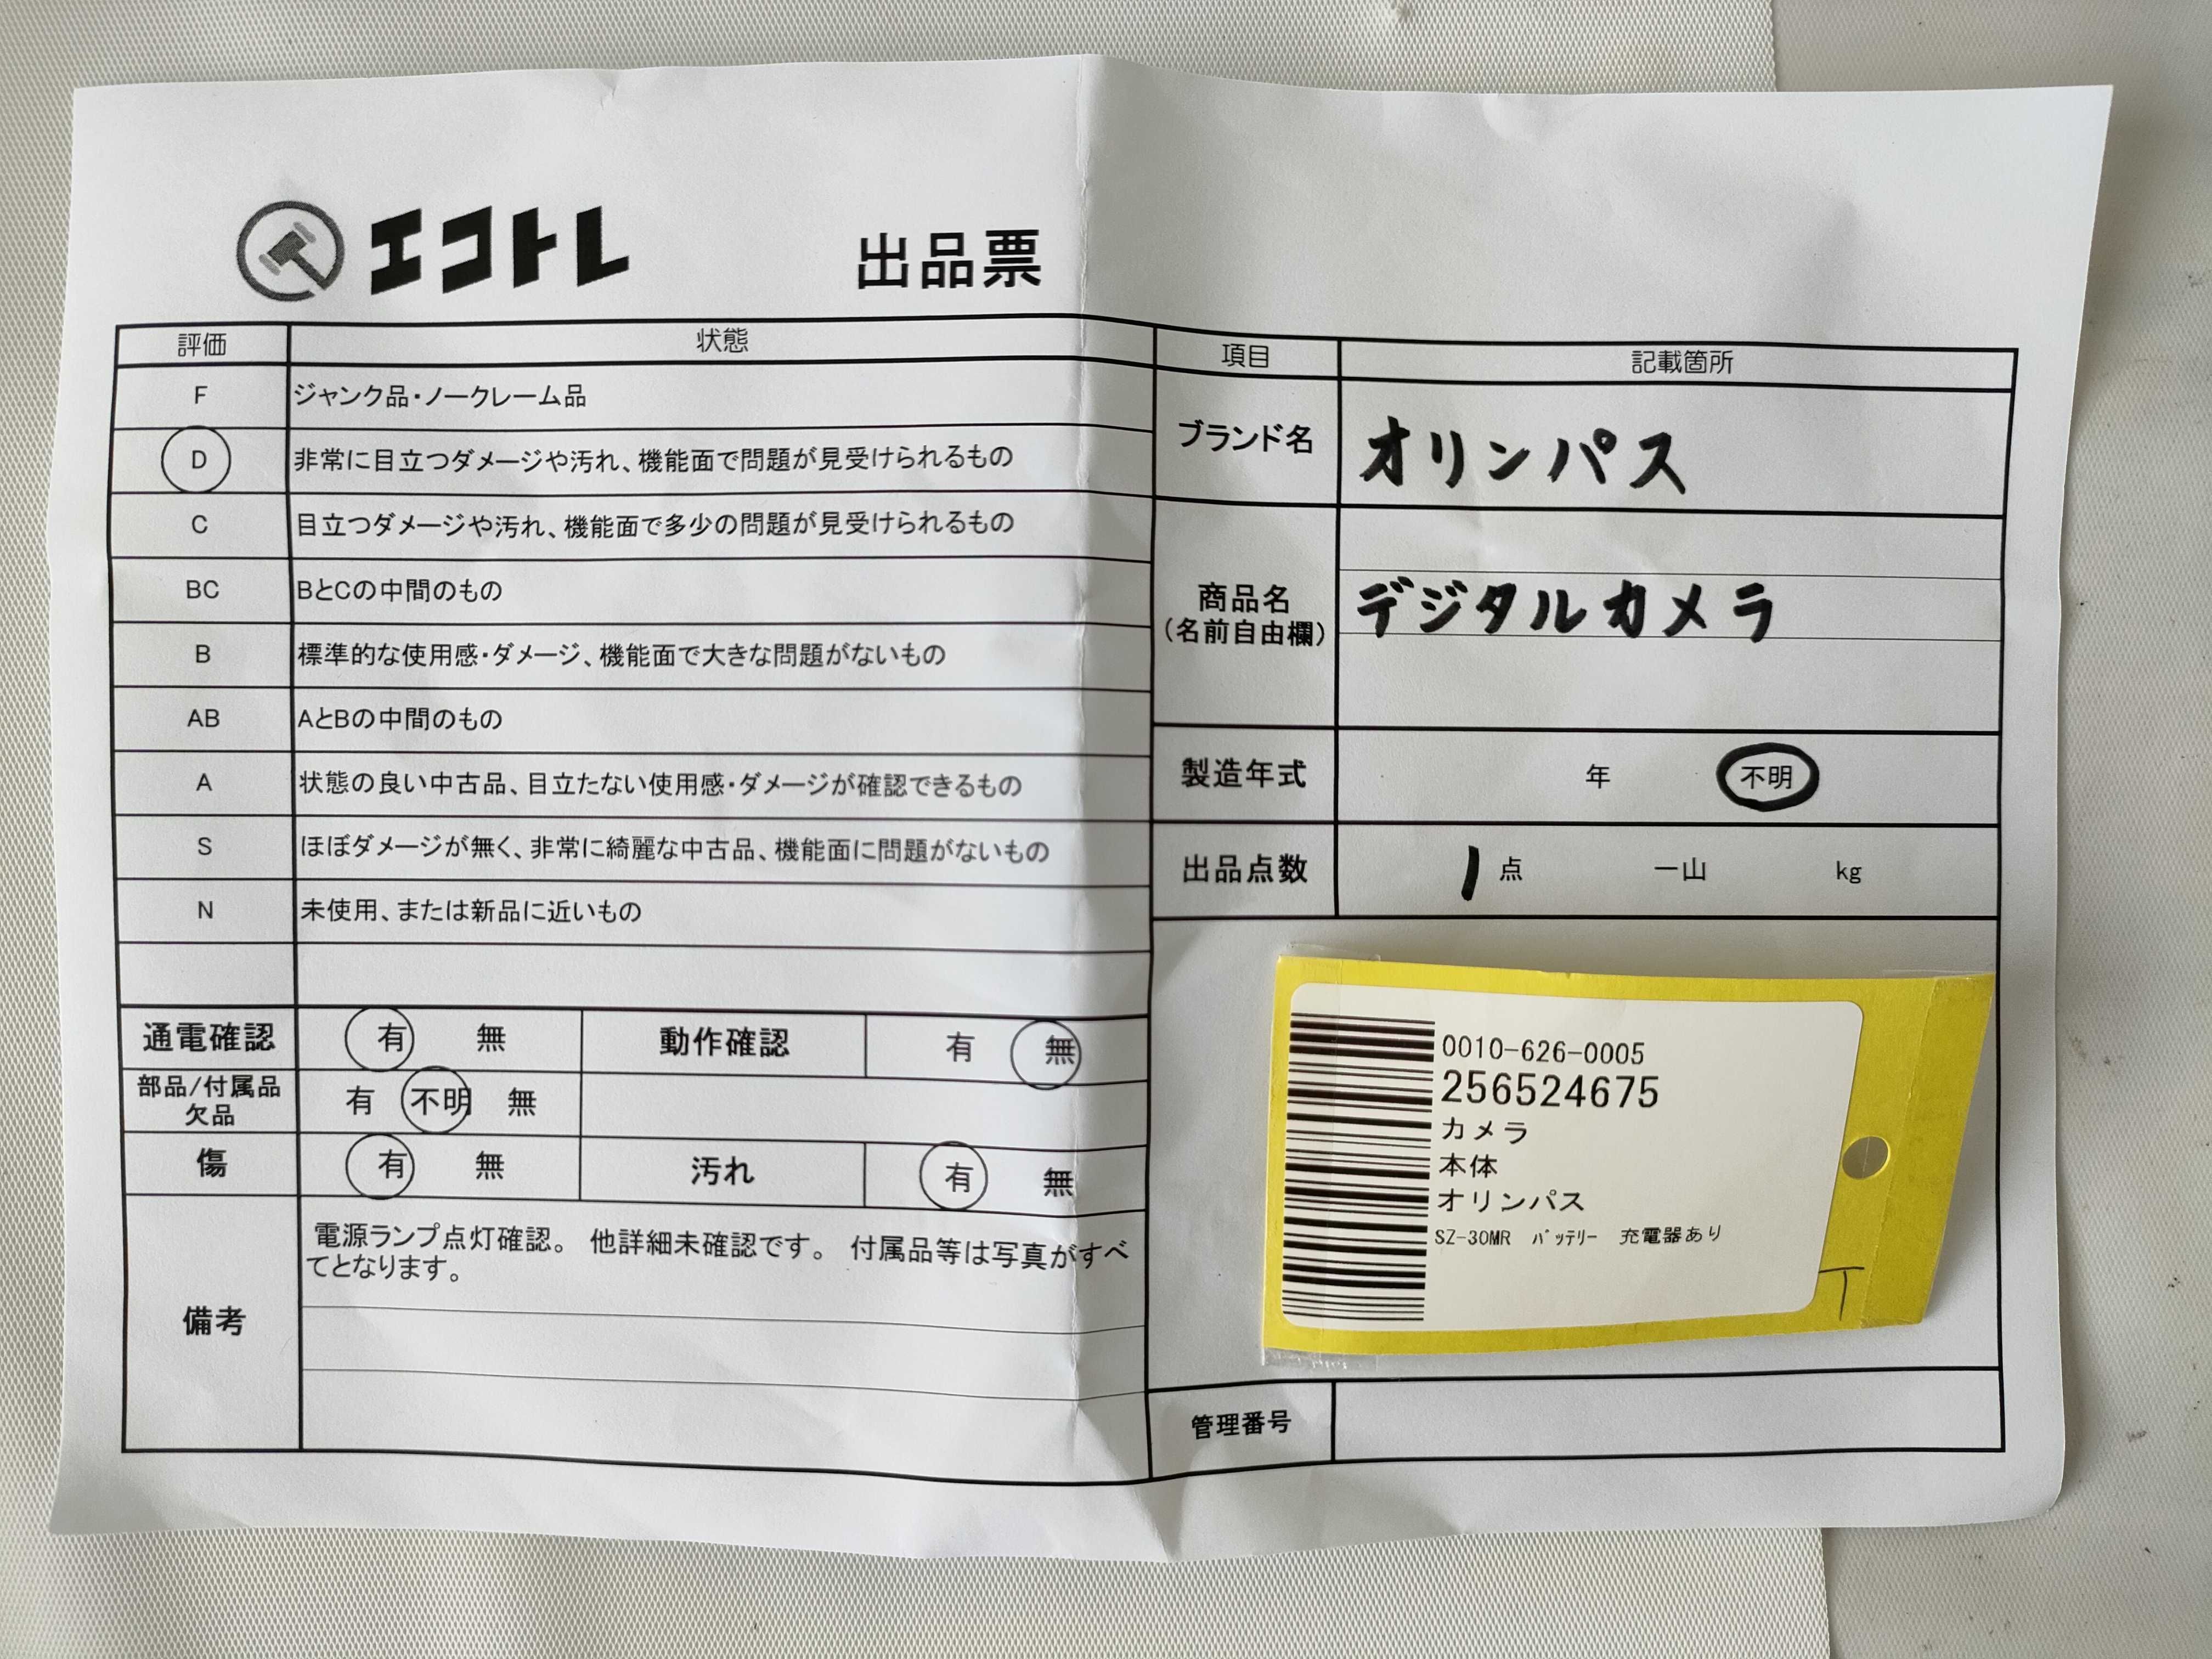 エコトレ
出品票
評価 状態
F ジャンク品・ノークレーム品
D 非常に目立つダメージや汚れ、機能面で問題が見受けられるもの
C 目立つダメージや汚れ、機能面で多少の問題が見受けられるもの
BC BとCの中間のもの
B 標準的な使用感・ダメージ、機能面で大きな問題がないもの
AB AとBの中間のもの
A 状態の良い中古品、目立たない使用感・ダメージが確認できるもの
S ほぼダメージが無く、非常に綺麗な中古品、機能面に問題がないもの
N 未使用、または新品に近いもの
通電確認 有 無 動作確認 有 無
部品/付属品
欠品
有 不明 無
傷 有 無 汚れ 有 無
備考
電源ランプ点灯確認。 他詳細未確認です。 付属品等は写真がすべ
てとなります。
項目 記載箇所
ブランド名 オリンパス
商品名
(名前自由欄)
デジタルカメラ
製造年式 年 不明
出品点数 1点 一山 kg
0010-626-0005
256524675
カメラ
本体
オリンパス
SZ-30MR ﾊﾞｯﾃﾘｰ 充電器あり
T
管理番号